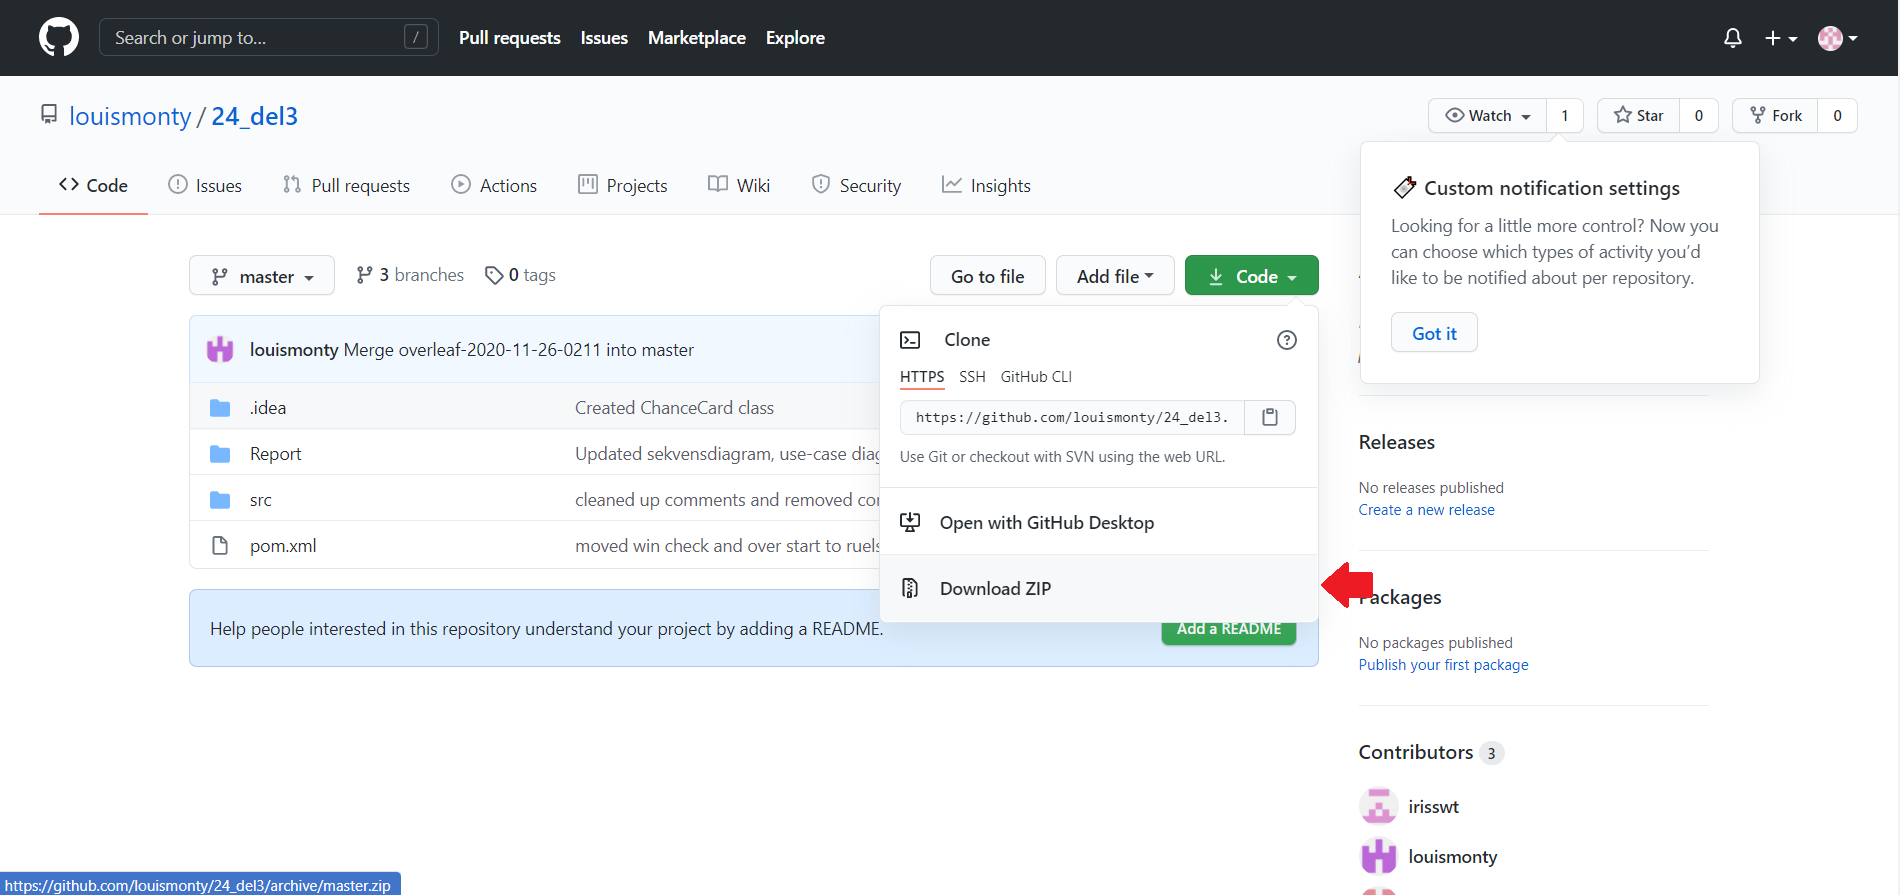 Search or jump to... /
Pull requests Issues Marketplace Explore
louismonty / 24_del3
Watch 1 Star 0 Fork 0
Code Issues Pull requests Actions Projects Wiki Security Insights
Custom notification settings
Looking for a little more control? Now you
can choose which types of activity you'd
like to be notified about per repository.
Got it
master 3 branches 0 tags
Go to file Add file Code
louismonty Merge overleaf-2020-11-26-0211 into master
.idea Created ChanceCard class
Report Updated sekvensdiagram, use-case diag
src cleaned up comments and removed
pom.xml moved win check and over start to ruels
Help people interested in this repository understand your project by adding a README.
Add a README
Clone
HTTPS SSH GitHub CLI
https://github.com/louismonty/24_del3.
Use Git or checkout with SVN using the web URL.
Open with GitHub Desktop
Download ZIP
Releases
No releases published
Create a new release
Packages
No packages published
Publish your first package
Contributors 3
irisswt
louismonty
https://github.com/louismonty/24_del3/archive/master.zip